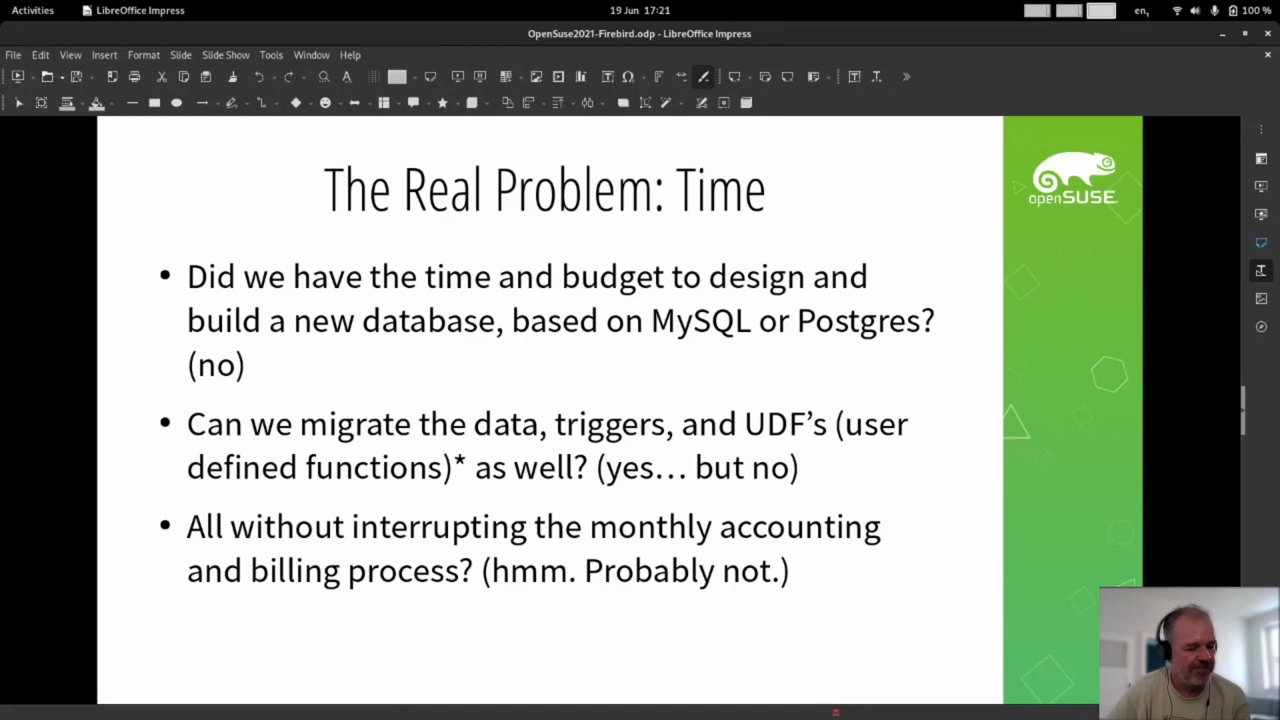 Activities LibreOffice Impress 19 Jun 17:21 en, 100 %
OpenSuse2021-Firebird.odp - LibreOffice Impress
File Edit View Insert Format Slide Slide Show Tools Window Help
The Real Problem: Time
openSUSE
• Did we have the time and budget to design and
build a new database, based on MySQL or Postgres?
(no)
• Can we migrate the data, triggers, and UDF’s (user
defined functions)* as well? (yes… but no)
• All without interrupting the monthly accounting
and billing process? (hmm. Probably not.)